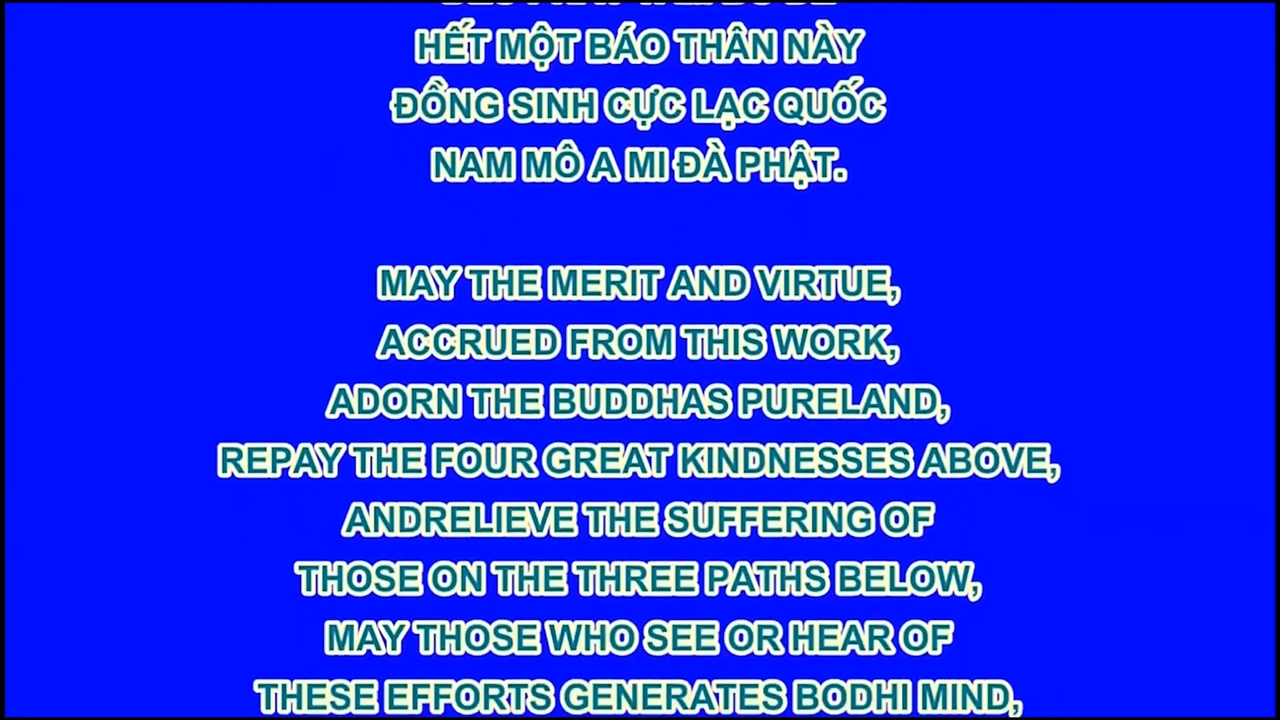 HẾT MỘT BÁO THÂN NÀY
ĐỒNG SINH CỰC LẠC QUỐC
NAM MÔ A MI ĐÀ PHẬT.
MAY THE MERIT AND VIRTUE,
ACCRUED FROM THIS WORK,
ADORN THE BUDDHAS PURELAND,
REPAY THE FOUR GREAT KINDNESSES ABOVE,
ANDRELIEVE THE SUFFERING OF
THOSE ON THE THREE PATHS BELOW,
MAY THOSE WHO SEE OR HEAR OF
THESE EFFORTS GENERATES BODHI MIND,